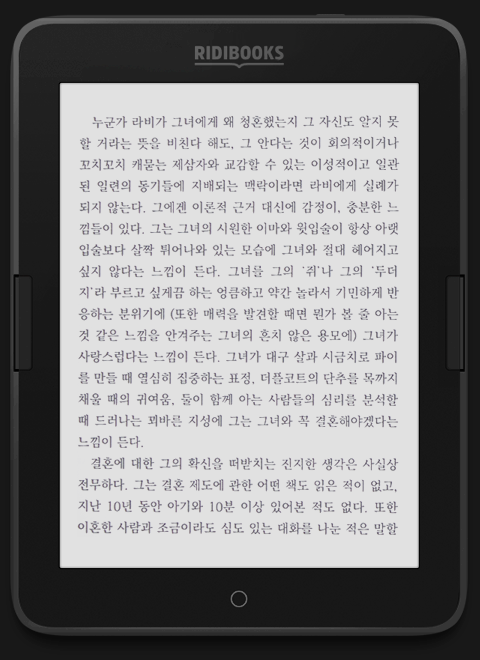 RIDIBOOKS
누군가 라비가 그녀에게 왜 청혼했는지 그 자신도 알지 못
할 거라는 뜻을 비친다 해도, 그 안다는 것이 회의적이거나
꼬치꼬치 캐묻는 제삼자와 교감할 수 있는 이성적이고 일관
된 일련의 동기들에 지배되는 맥락이라면 라비에게 실례가
되지 않는다. 그에겐 이론적 근거 대신에 감정이, 충분한 느
낌들이 있다. 그는 그녀의 시원한 이마와 윗입술이 항상 아랫
입술보다 살짝 튀어나와 있는 모습에 그녀와 절대 헤어지고
싶지 않다는 느낌이 든다. 그녀를 그의 '쥐'나 그의 '두더
지'라 부르고 싶게끔 하는 엉큼하고 약간 놀라서 기민하게 반
응하는 분위기에 (또한 매력을 발견할 때면 뭔가 볼 줄 아는
것 같은 느낌을 안겨주는 그녀의 흔치 않은 용모에) 그녀가
사랑스럽다는 느낌이 든다. 그녀가 대구 살과 시금치로 파이
를 만들 때 열심히 집중하는 표정, 더플코트의 단추를 목까지
채울 때의 귀여움, 둘이 함께 아는 사람들의 심리를 분석할
때 드러나는 꾀바른 지성에 그는 그녀와 꼭 결혼해야겠다는
느낌이 든다.
결혼에 대한 그의 확신을 떠받치는 진지한 생각은 사실상
전무하다. 그는 결혼 제도에 관한 어떤 책도 읽은 적이 없고,
지난 10년 동안 아기와 10분 이상 있어본 적도 없다. 또한
이혼한 사람과 조금이라도 심도 있는 대화를 나눈 적은 말할